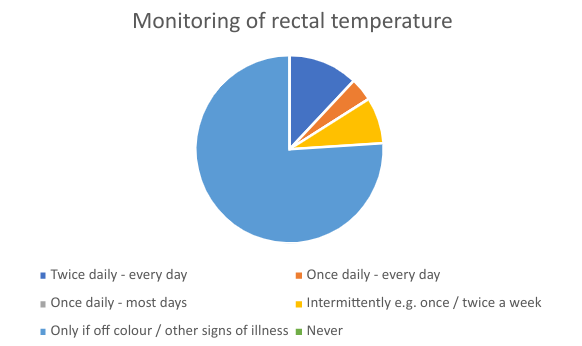 Monitoring of rectal temperature
Twice daily - every day
Once daily - every day
Once daily - most days
Intermittently e.g. once / twice a week
Only if off colour / other signs of illness
Never